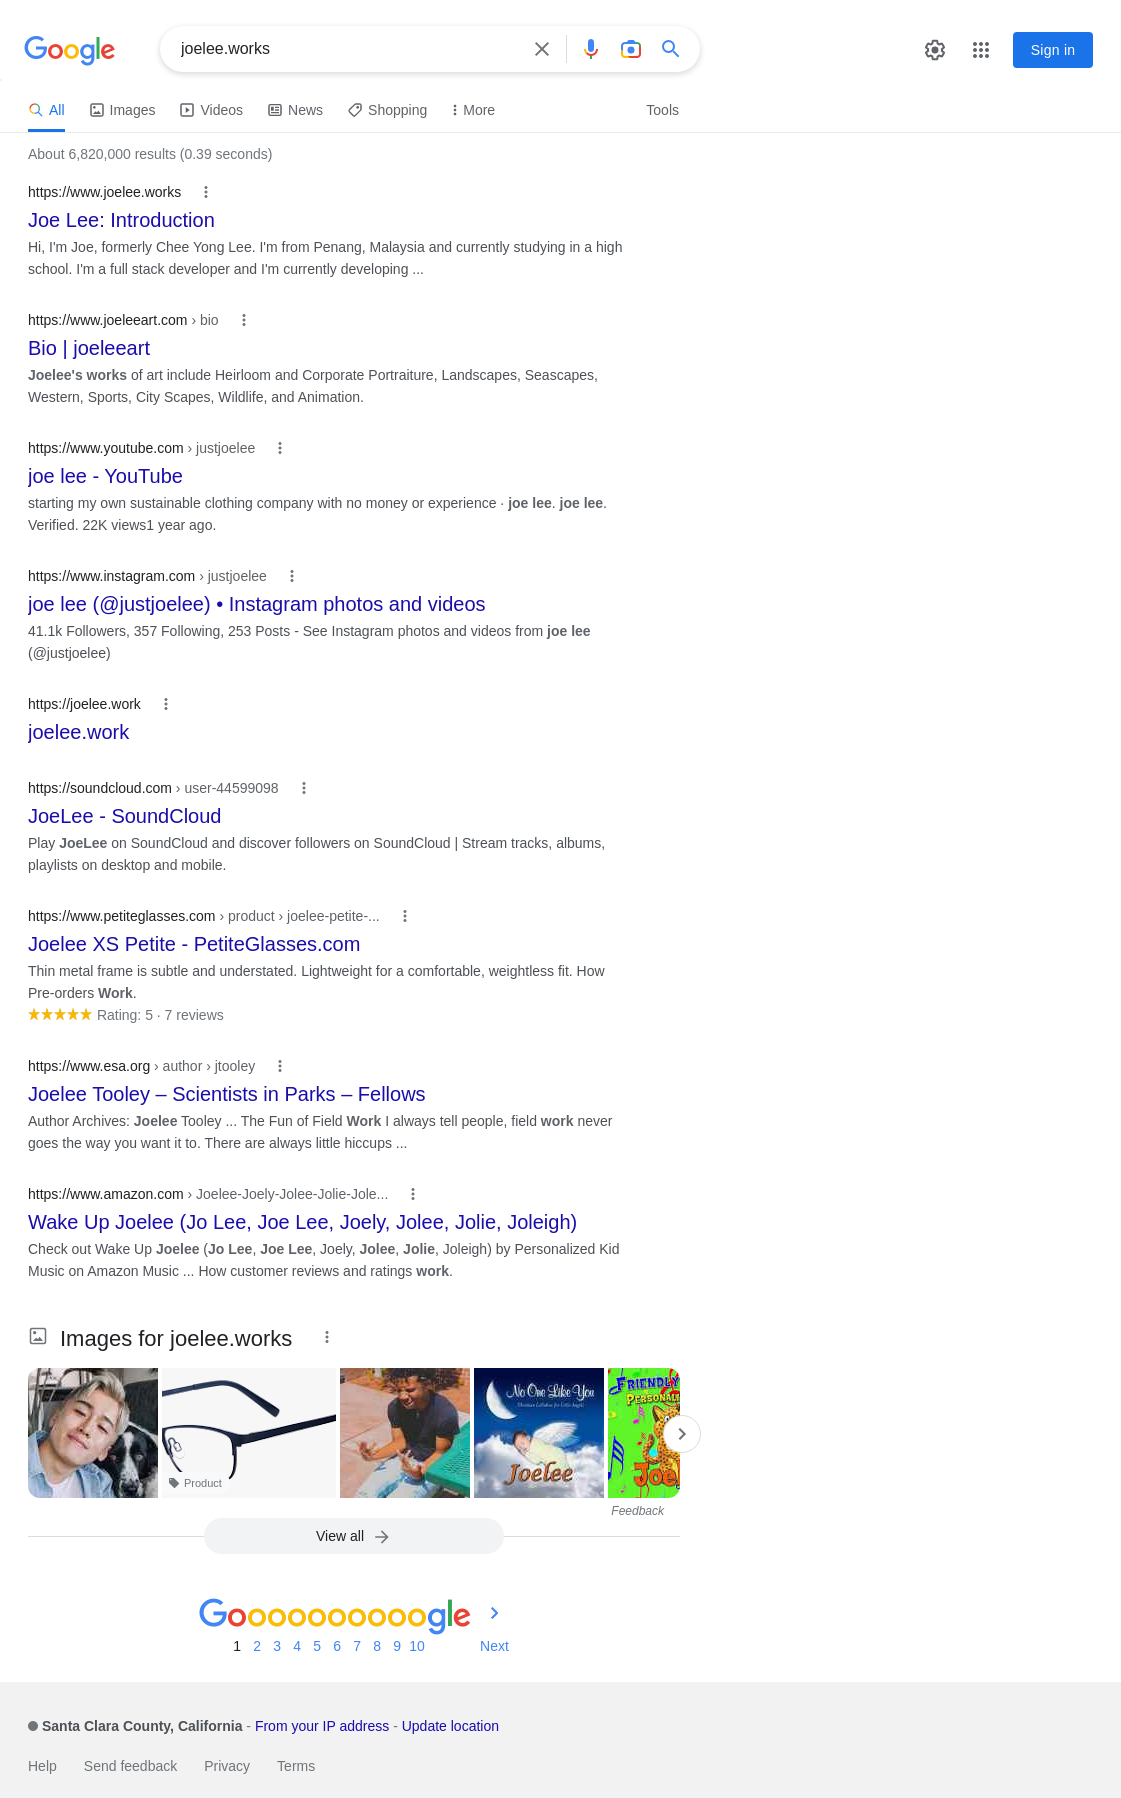 Google
joelee.works
Sign in
All
Images
Videos
News
Shopping
More
Tools
About 6,820,000 results (0.39 seconds)
https://www.joelee.works
Joe Lee: Introduction
Hi, I'm Joe, formerly Chee Yong Lee. I'm from Penang, Malaysia and currently studying in a high
school. I'm a full stack developer and I'm currently developing ...
https://www.joeleeart.com › bio
Bio | joeleeart
Joelee's works of art include Heirloom and Corporate Portraiture, Landscapes, Seascapes,
Western, Sports, City Scapes, Wildlife, and Animation.
https://www.youtube.com › justjoelee
joe lee - YouTube
starting my own sustainable clothing company with no money or experience · joe lee. joe lee.
Verified. 22K views1 year ago.
https://www.instagram.com › justjoelee
joe lee (@justjoelee) • Instagram photos and videos
41.1k Followers, 357 Following, 253 Posts - See Instagram photos and videos from joe lee
(@justjoelee)
https://joelee.work
joelee.work
https://soundcloud.com › user-44599098
JoeLee - SoundCloud
Play JoeLee on SoundCloud and discover followers on SoundCloud | Stream tracks, albums,
playlists on desktop and mobile.
https://www.petiteglasses.com › product › joelee-petite-...
Joelee XS Petite - PetiteGlasses.com
Thin metal frame is subtle and understated. Lightweight for a comfortable, weightless fit. How
Pre-orders Work.
Rating: 5 · 7 reviews
https://www.esa.org › author › jtooley
Joelee Tooley – Scientists in Parks – Fellows
Author Archives: Joelee Tooley ... The Fun of Field Work I always tell people, field work never
goes the way you want it to. There are always little hiccups ...
https://www.amazon.com › Joelee-Joely-Jolee-Jolie-Jole...
Wake Up Joelee (Jo Lee, Joe Lee, Joely, Jolee, Jolie, Joleigh)
Check out Wake Up Joelee (Jo Lee, Joe Lee, Joely, Jolee, Jolie, Joleigh) by Personalized Kid
Music on Amazon Music ... How customer reviews and ratings work.
Images for joelee.works
Product
No One Like You
Joelee
FRIENDLY
PERSONAL
Joel
Feedback
View all
Goooooooooogle
1 2 3 4 5 6 7 8 9 10 Next
Santa Clara County, California - From your IP address - Update location
Help Send feedback Privacy Terms